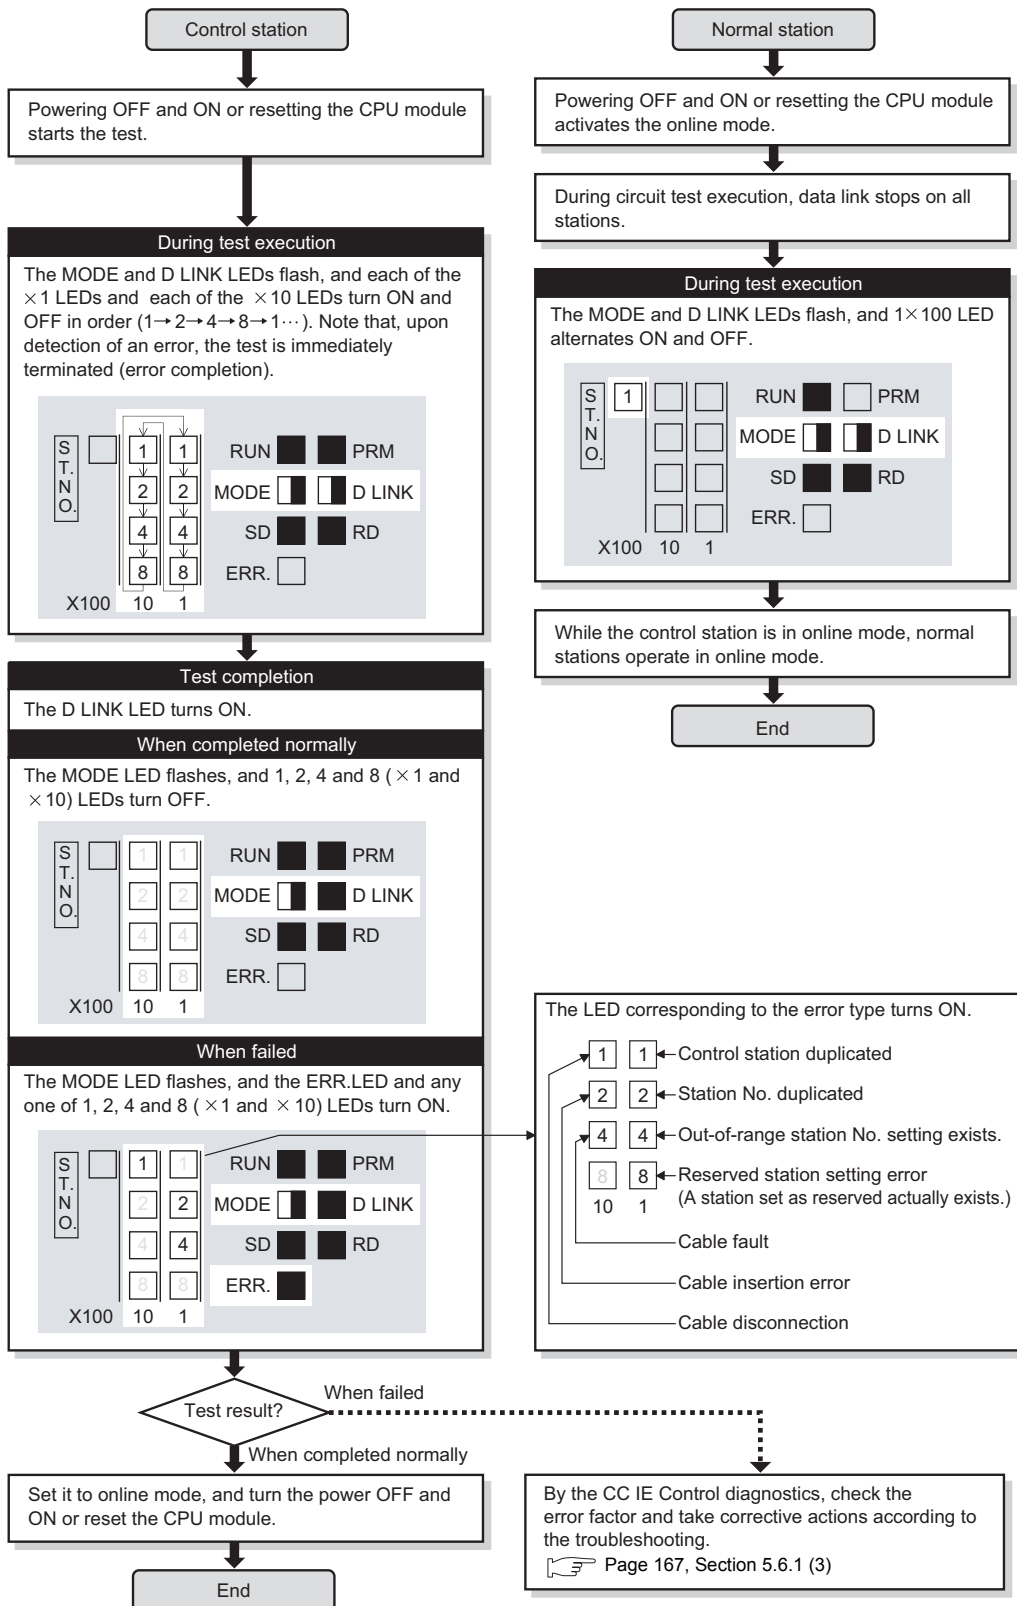 Control station
Powering OFF and ON or resetting the CPU module
starts the test.
During test execution
The MODE and D LINK LEDs flash, and each of the
×1 LEDs and each of the ×10 LEDs turn ON and
OFF in order (1→2→4→8→1⋯). Note that, upon
detection of an error, the test is immediately
terminated (error completion).
S
T.
N
O.
1 1 RUN PRM
2 2 MODE D LINK
4 4 SD RD
8 8 ERR.
X100 10 1
Test completion
The D LINK LED turns ON.
When completed normally
The MODE LED flashes, and 1, 2, 4 and 8 (×1 and
×10) LEDs turn OFF.
S
T.
N
O.
1 1 RUN PRM
2 2 MODE D LINK
4 4 SD RD
8 8 ERR.
X100 10 1
When failed
The MODE LED flashes, and the ERR.LED and any
one of 1, 2, 4 and 8 (×1 and ×10) LEDs turn ON.
S
T.
N
O.
1 1 RUN PRM
2 2 MODE D LINK
4 4 SD RD
8 8 ERR.
X100 10 1
Test result?
When failed
When completed normally
Set it to online mode, and turn the power OFF and
ON or reset the CPU module.
End
Normal station
Powering OFF and ON or resetting the CPU module
activates the online mode.
During circuit test execution, data link stops on all
stations.
During test execution
The MODE and D LINK LEDs flash, and 1×100 LED
alternates ON and OFF.
S
T.
N
O.
1 RUN PRM
MODE D LINK
SD RD
ERR.
X100 10 1
While the control station is in online mode, normal
stations operate in online mode.
End
The LED corresponding to the error type turns ON.
1 1 Control station duplicated
2 2 Station No. duplicated
4 4 Out-of-range station No. setting exists.
8 8 Reserved station setting error
10 1 (A station set as reserved actually exists.)
Cable fault
Cable insertion error
Cable disconnection
By the CC IE Control diagnostics, check the
error factor and take corrective actions according to
the troubleshooting.
Page 167, Section 5.6.1 (3)